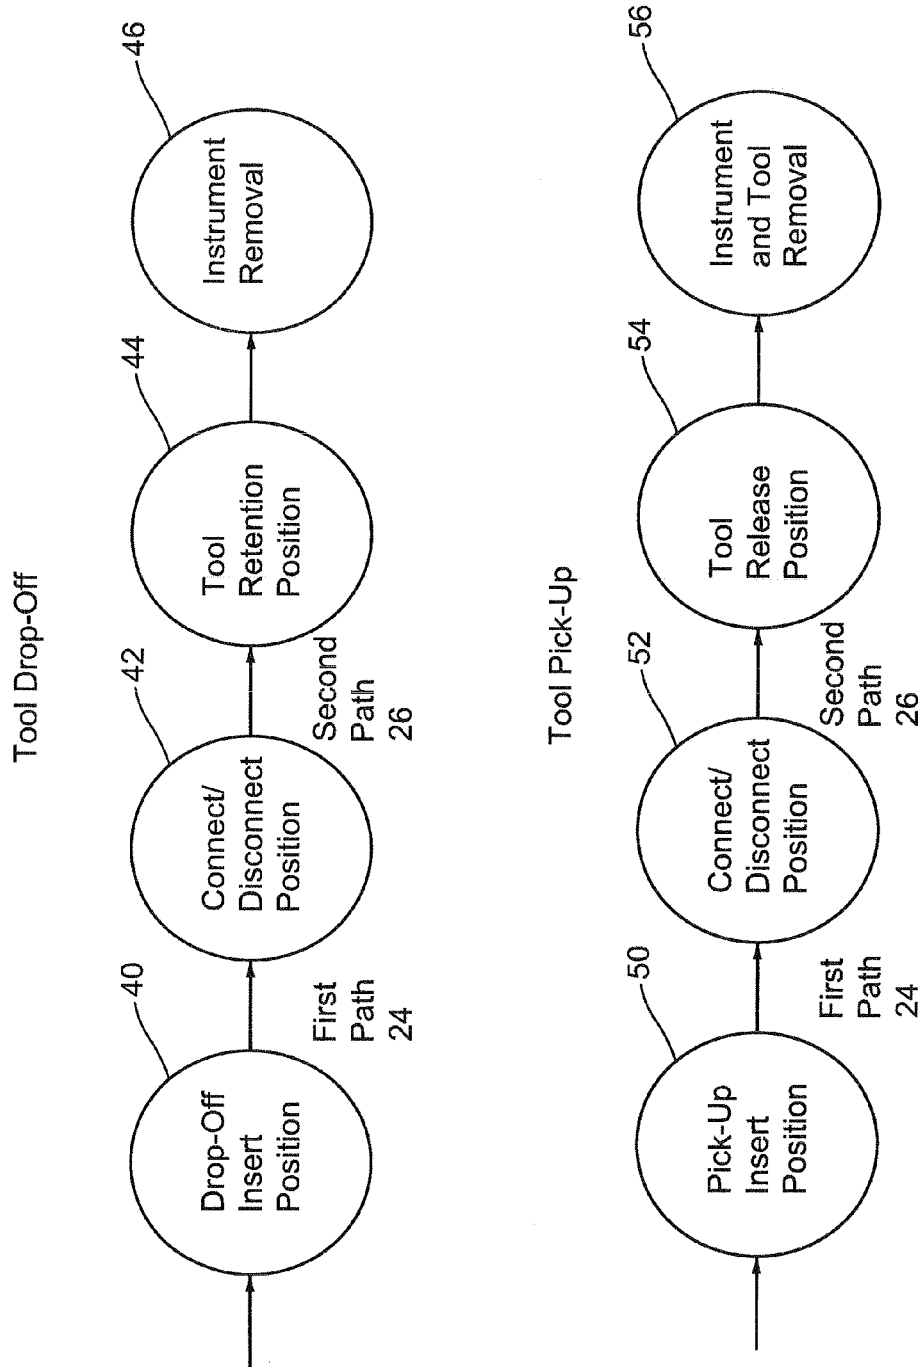 Tool Drop-Off
40
Drop-Off
Insert
Position
First
Path
24
42
Connect/
Disconnect
Position
Second
Path
26
44
Tool
Retention
Position
46
Instrument
Removal
Tool Pick-Up
50
Pick-Up
Insert
Position
First
Path
24
52
Connect/
Disconnect
Position
Second
Path
26
54
Tool
Release
Position
56
Instrument
and Tool
Removal